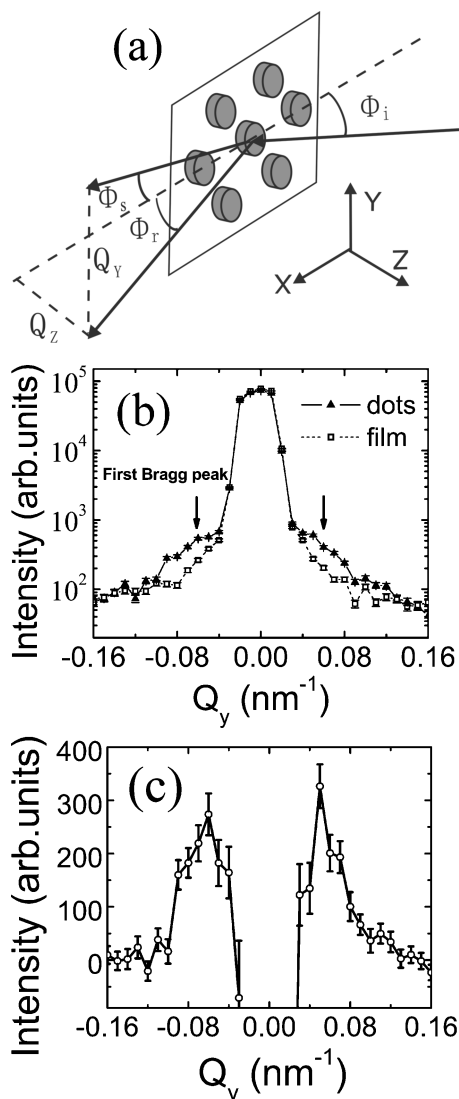 (a)
Φi
Φs
Φr
QY
QZ
Y
X
Z
(b)
dots
film
First Bragg peak
Intensity (arb.units)
10^5
10^4
10^3
10^2
-0.16 -0.08 0.00 0.08 0.16
Qy (nm^-1)
(c)
Intensity (arb.units)
400
300
200
100
0
-0.16 -0.08 0.00 0.08 0.16
Qy (nm^-1)